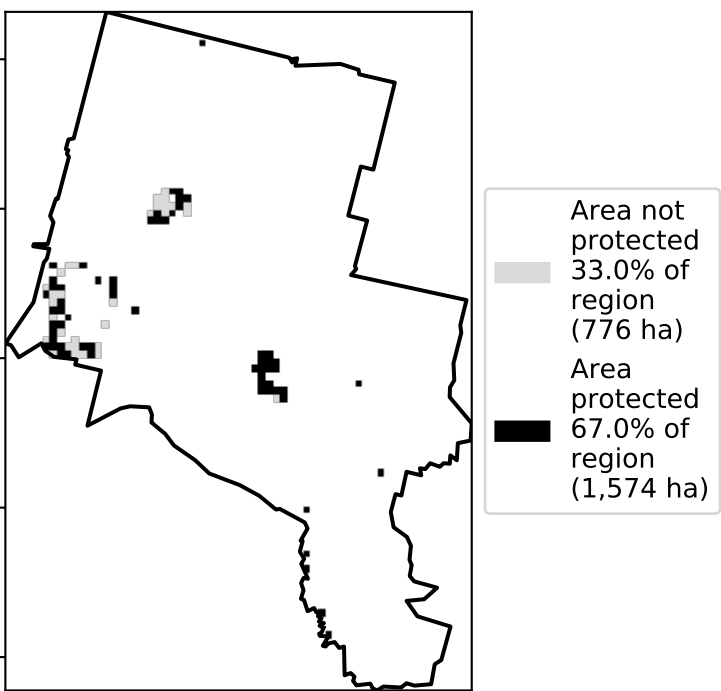 Area not
protected
33.0% of
region
(776 ha)
Area
protected
67.0% of
region
(1,574 ha)